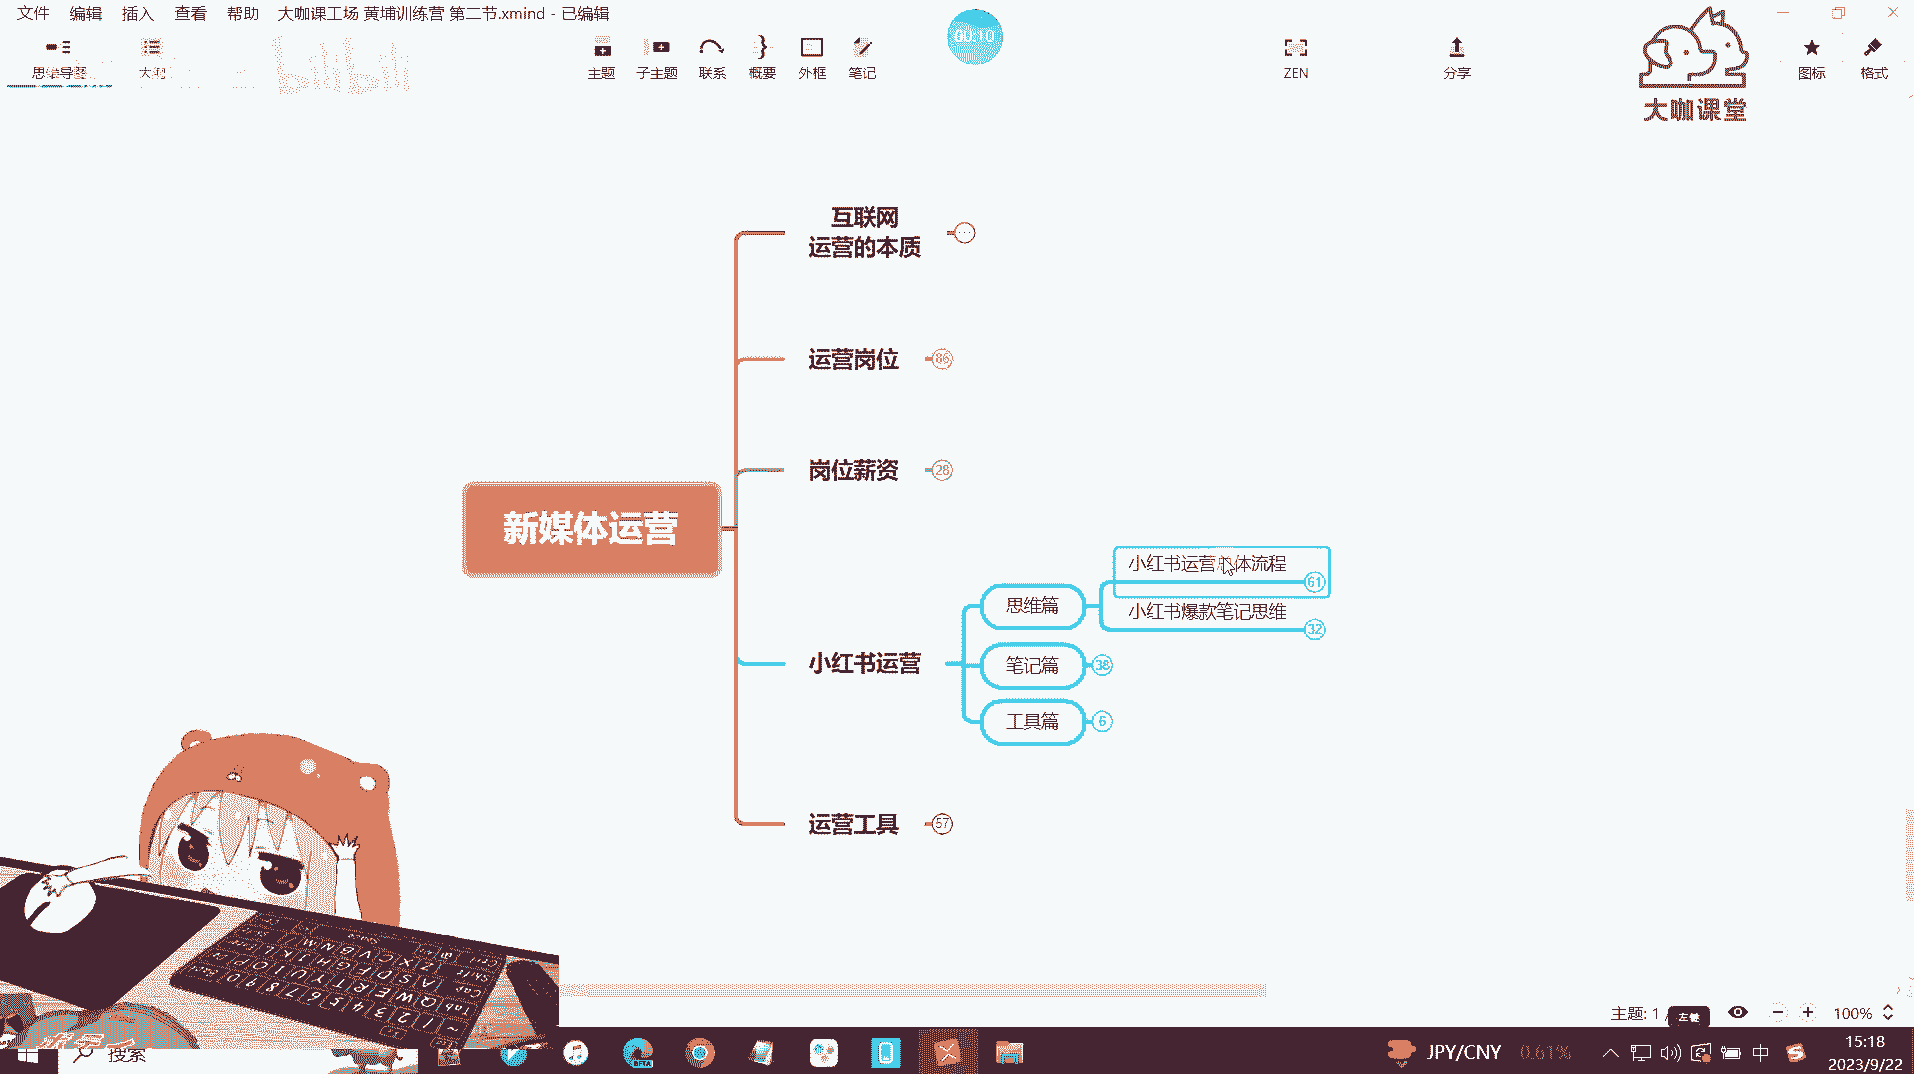 文件 编辑 插入 查看 帮助 大咖课工场 黄埔训练营 第二节.xmind - 已编辑
00:10
思维导图 大纲 主题 子主题 联系 概要 外框 笔记 ZEN 分享 图标 格式
bilibili
大咖课堂
互联网
运营的本质
运营岗位 86
岗位薪资 28
新媒体运营
小红书运营
思维篇
小红书运营 体流程 61
小红书爆款笔记思维 32
笔记篇 38
工具篇 6
运营工具 57
主题: 1 /
左键
100%
搜索
BETA
JPY/CNY 0.61%
中
15:18
2023/9/22